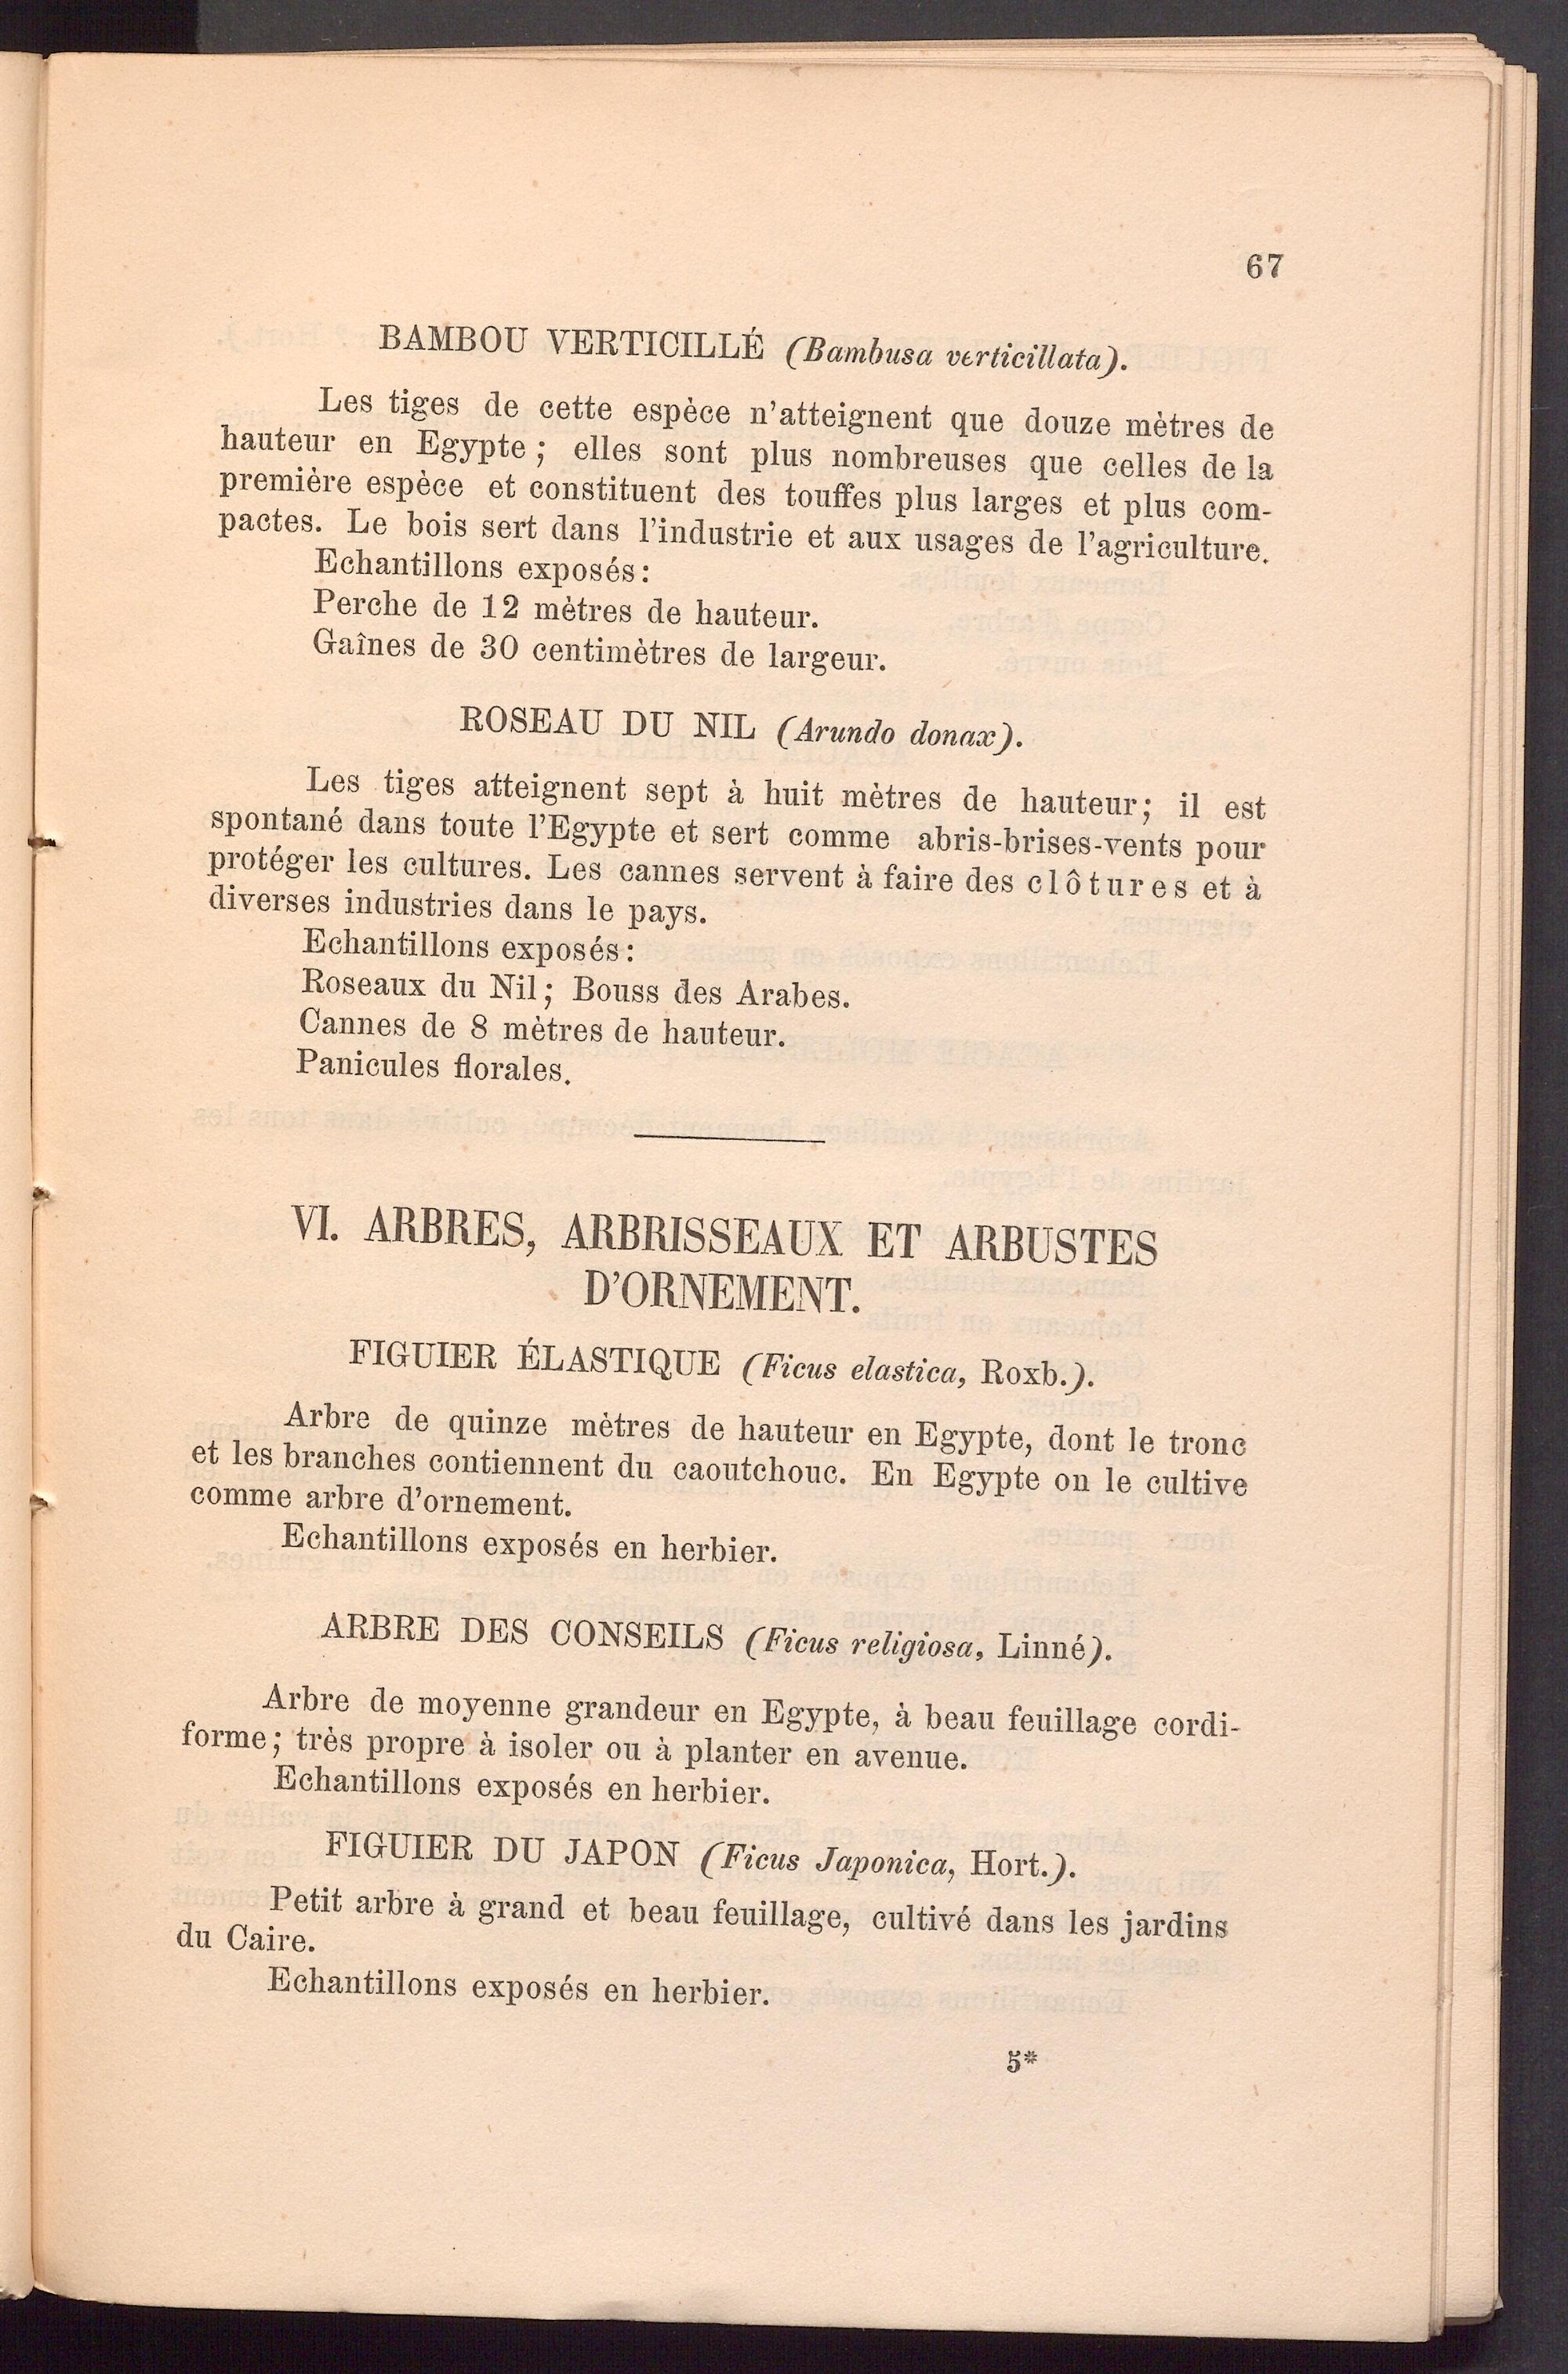 67
BAMBOU VERTICILLÉ (Bambusa verticillata).
Les tiges de cette espèce n'atteignent que douze mètres de
hauteur en Egypte; elles sont plus nombreuses que celles de la
première espèce et constituent des touffes plus larges et plus com-
pactes. Le bois sert dans l'industrie et aux usages de l'agriculture.
Echantillons exposés:
Perche de 12 mètres de hauteur.
Gaînes de 30 centimètres de largeur.
ROSEAU DU NIL (Arundo donax).
Les tiges atteignent sept à huit mètres de hauteur; il est
spontané dans toute l'Egypte et sert comme abris-brises-vents pour
protéger les cultures. Les cannes servent à faire des clôtures et à
diverses industries dans le pays.
Echantillons exposés:
Roseaux du Nil; Bouss des Arabes.
Cannes de 8 mètres de hauteur.
Panicules florales.
VI. ARBRES, ARBRISSEAUX ET ARBUSTES
D'ORNEMENT.
FIGUIER ÉLASTIQUE (Ficus elastica, Roxb.).
Arbre de quinze mètres de hauteur en Egypte, dont le tronc
et les branches contiennent du caoutchouc. En Egypte on le cultive
comme arbre d'ornement.
Echantillons exposés en herbier.
ARBRE DES CONSEILS (Ficus religiosa, Linné).
Arbre de moyenne grandeur en Egypte, à beau feuillage cordi-
forme; très propre à isoler ou à planter en avenue.
Echantillons exposés en herbier.
FIGUIER DU JAPON (Ficus Japonica, Hort.).
Petit arbre à grand et beau feuillage, cultivé dans les jardins
du Caire.
Echantillons exposés en herbier.
5*